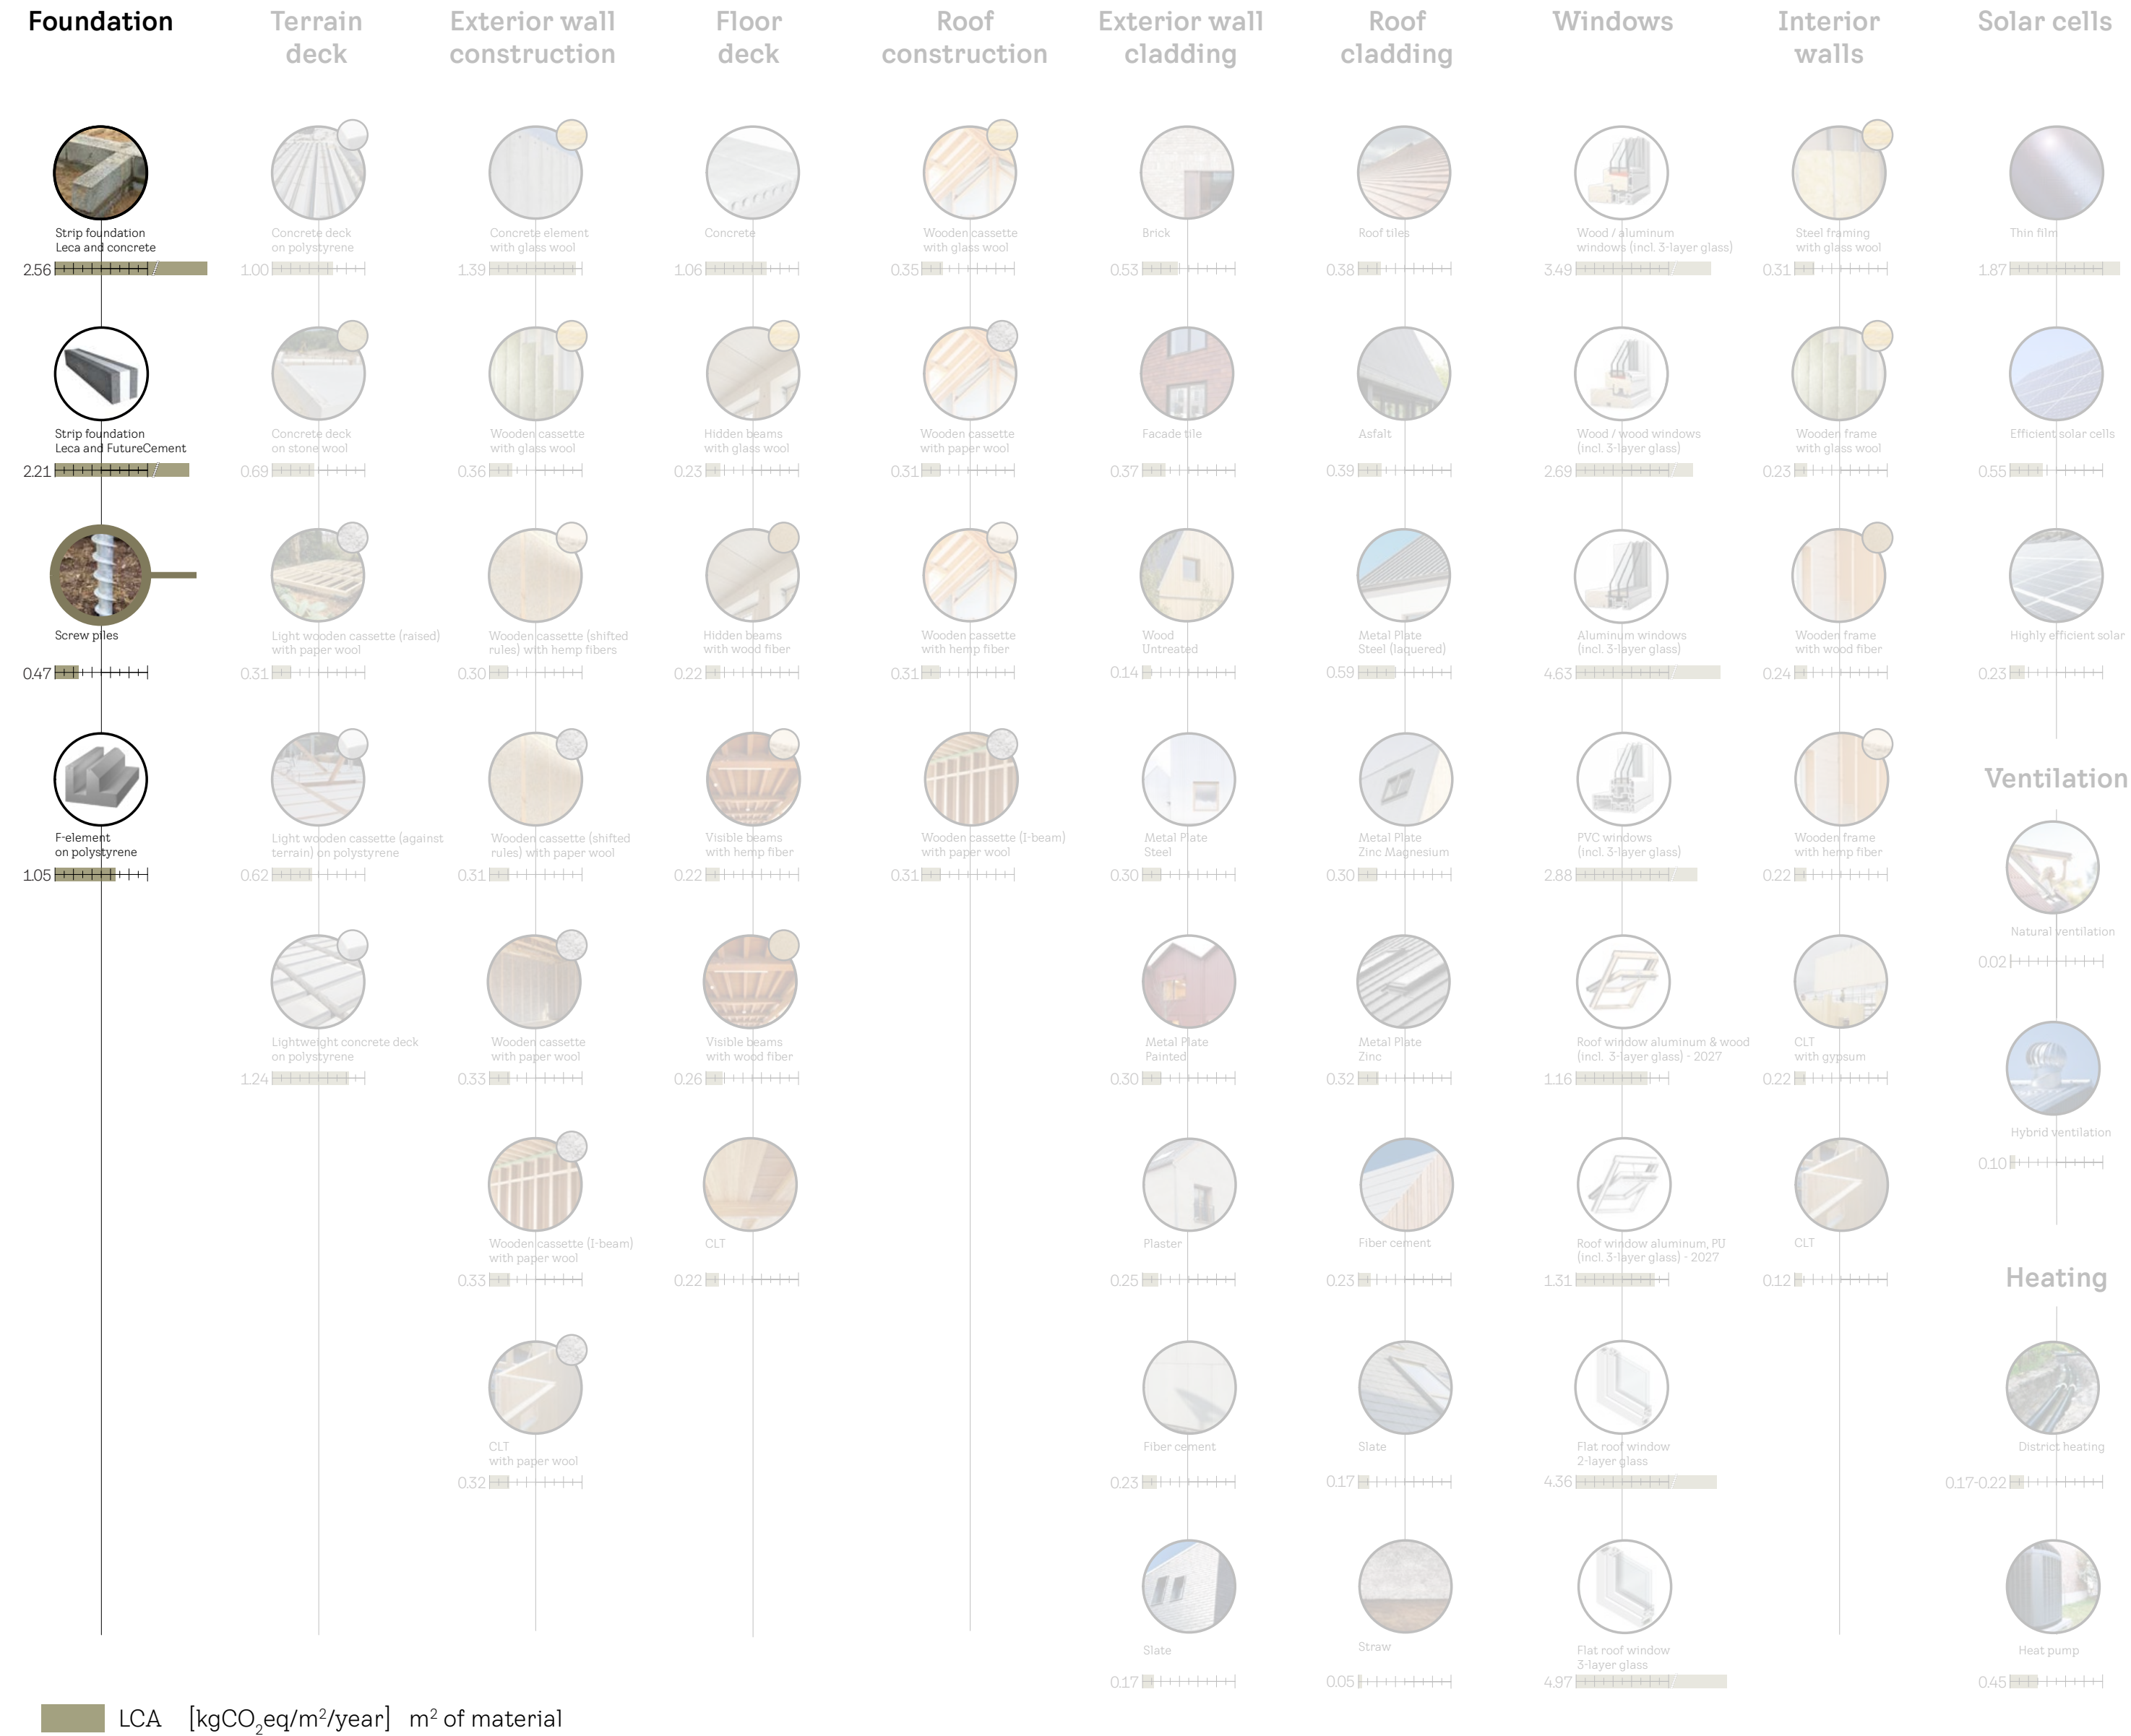 Foundation
Strip foundation
Leca and concrete
2.56
Strip foundation
Leca and FutureCement
2.21
Screw piles
0.47
F-element
on polystyrene
1.05
Terrain
deck
Concrete deck
on polystyrene
1.00
Concrete deck
on stone wool
0.69
Light wooden cassette (raised)
with paper wool
0.31
Light wooden cassette (against
terrain) on polystyrene
0.62
Lightweight concrete deck
on polystyrene
1.24
Exterior wall
construction
Concrete element
with glass wool
1.39
Wooden cassette
with glass wool
0.36
Wooden cassette (shifted
rules) with hemp fibers
0.30
Wooden cassette (shifted
rules) with paper wool
0.31
Wooden cassette
with paper wool
0.33
Wooden cassette (I-beam)
with paper wool
0.33
CLT
with paper wool
0.32
Floor
deck
Concrete
1.06
Hidden beams
with glass wool
0.23
Hidden beams
with wood fiber
0.22
Visible beams
with hemp fiber
0.22
Visible beams
with wood fiber
0.26
CLT
0.22
Roof
construction
Wooden cassette
with glass wool
0.35
Wooden cassette
with paper wool
0.31
Wooden cassette
with hemp fiber
0.31
Wooden cassette (I-beam)
with paper wool
0.31
Exterior wall
cladding
Brick
0.53
Facade tile
0.37
Wood
Untreated
0.14
Metal Plate
Steel
0.30
Metal Plate
Painted
0.30
Plaster
0.25
Fiber cement
0.23
Slate
0.17
Roof
cladding
Roof tiles
0.38
Asfalt
0.39
Metal Plate
Steel (laquered)
0.59
Metal Plate
Zinc Magnesium
0.30
Metal Plate
Zinc
0.32
Fiber cement
0.23
Slate
0.17
Straw
0.05
Windows
Wood / aluminum
windows (incl. 3-layer glass)
3.49
Wood / wood windows
(incl. 3-layer glass)
2.69
Aluminum windows
(incl. 3-layer glass)
4.63
PVC windows
(incl. 3-layer glass)
2.88
Roof window aluminum & wood
(incl. 3-layer glass) - 2027
1.16
Roof window aluminum, PU
(incl. 3-layer glass) - 2027
1.31
Flat roof window
2-layer glass
4.36
Flat roof window
3-layer glass
4.97
Interior
walls
Steel framing
with glass wool
0.31
Wooden frame
with glass wool
0.23
Wooden frame
with wood fiber
0.24
Wooden frame
with hemp fiber
0.22
CLT
with gypsum
0.22
CLT
0.12
Solar cells
Thin film
1.87
Efficient solar cells
0.55
Highly efficient solar
0.23
Ventilation
Natural ventilation
0.02
Hybrid ventilation
0.10
Heating
District heating
0.17-0.22
Heat pump
0.45
LCA [kgCO₂eq/m²/year] m² of material